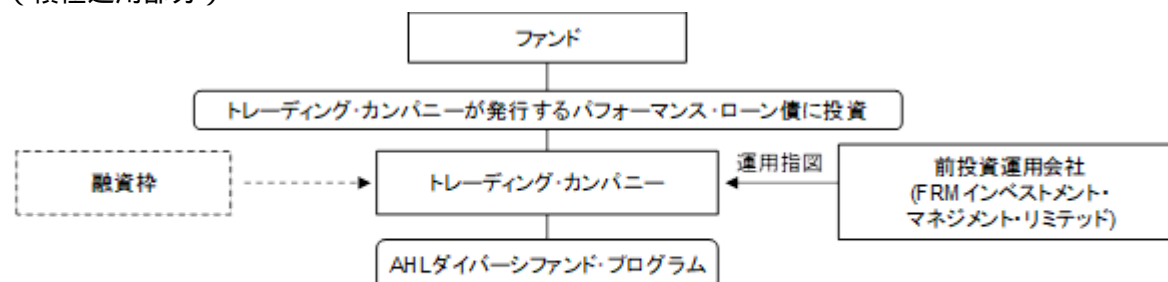 (積極運用部分)
ファンド
トレーディング・カンパニーが発行するパフォーマンス・ローン債に投資
融資枠
トレーディング・カンパニー
運用指図
前投資運用会社
(FRMインベストメント・
マネジメント・リミテッド)
AHLダイバーシファンド・プログラム